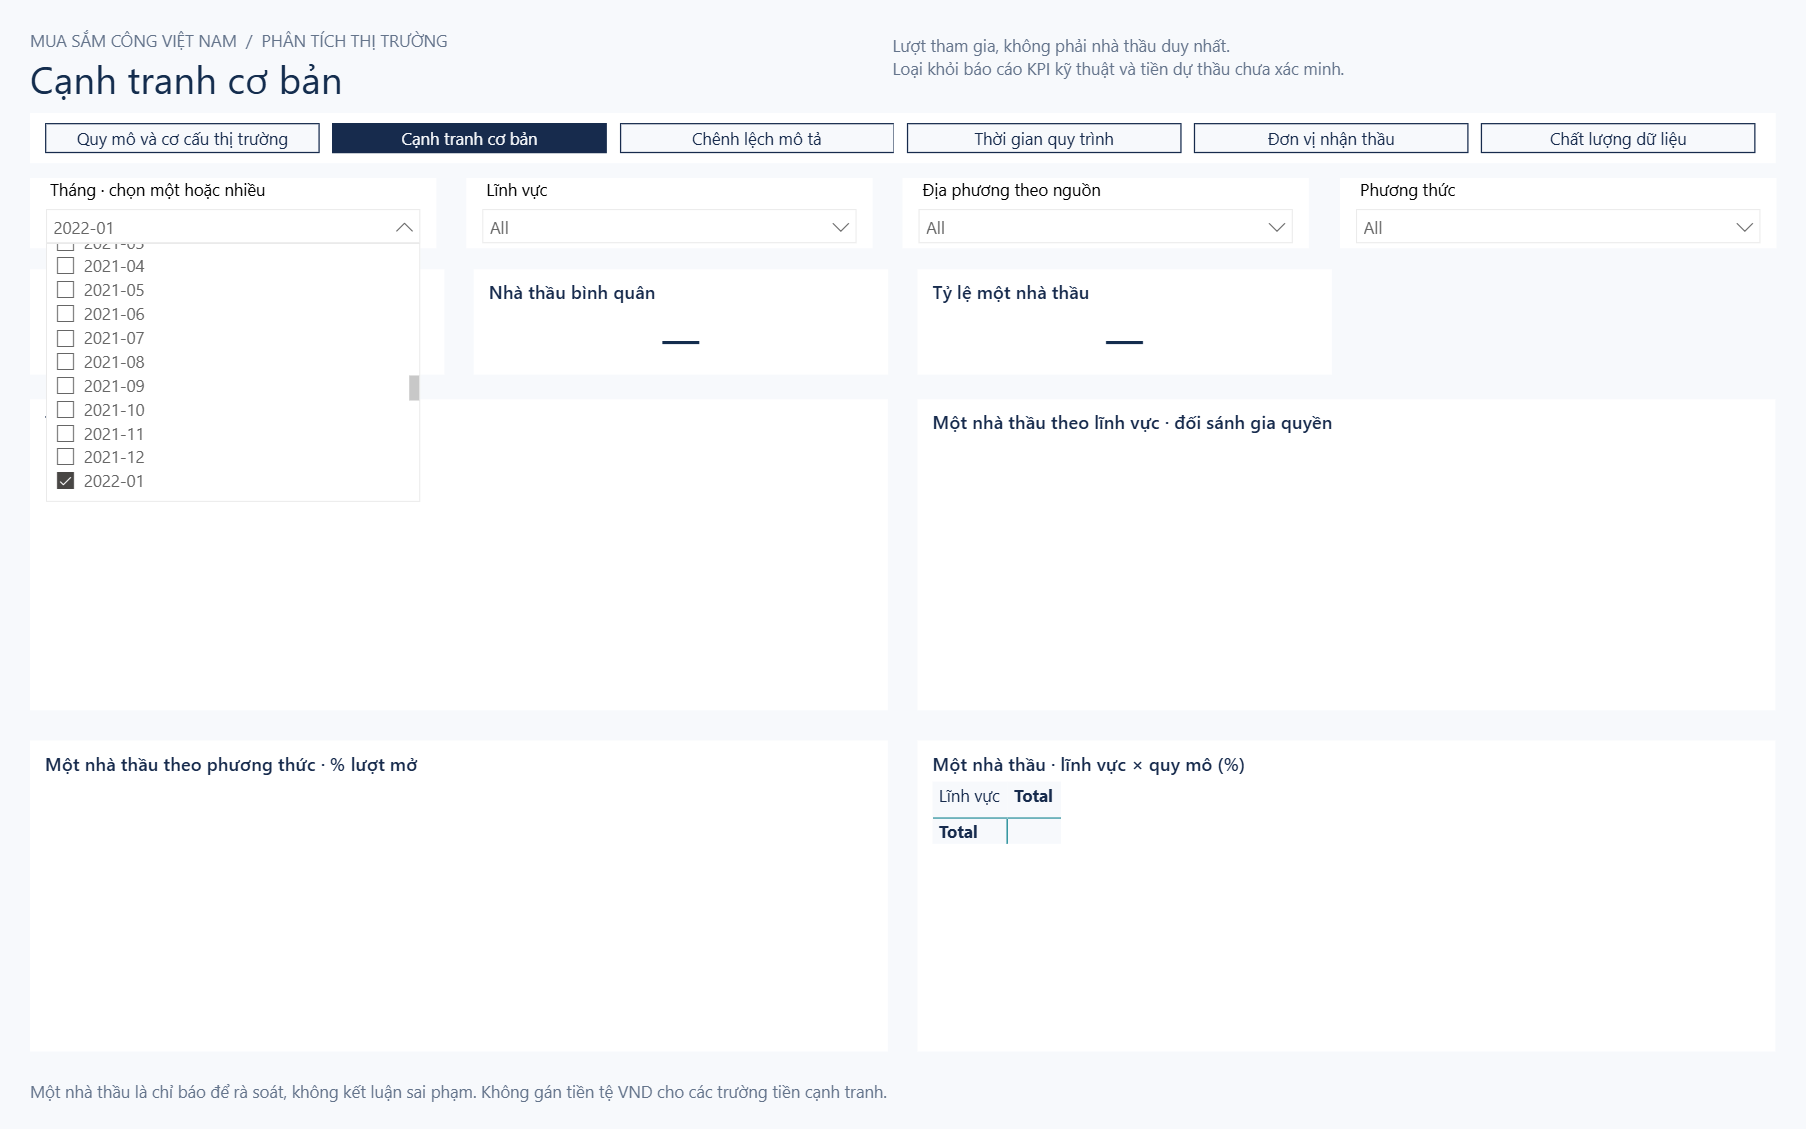 MUA SẮM CÔNG VIỆT NAM / PHÂN TÍCH THỊ TRƯỜNG
Cạnh tranh cơ bản
Lượt tham gia, không phải nhà thầu duy nhất.
Loại khỏi báo cáo KPI kỹ thuật và tiền dự thầu chưa xác minh.
Quy mô và cơ cấu thị trường
Cạnh tranh cơ bản
Chênh lệch mô tả
Thời gian quy trình
Đơn vị nhận thầu
Chất lượng dữ liệu
Tháng · chọn một hoặc nhiều
2022-01
Lĩnh vực
All
Địa phương theo nguồn
All
Phương thức
All
2021-04
2021-05
2021-06
2021-07
2021-08
2021-09
2021-10
2021-11
2021-12
2022-01
Nhà thầu bình quân
—
Tỷ lệ một nhà thầu
—
Một nhà thầu theo lĩnh vực · đối sánh gia quyền
Một nhà thầu theo phương thức · % lượt mở
Một nhà thầu · lĩnh vực × quy mô (%)
Lĩnh vực Total
Total
Một nhà thầu là chỉ báo để rà soát, không kết luận sai phạm. Không gán tiền tệ VND cho các trường tiền cạnh tranh.